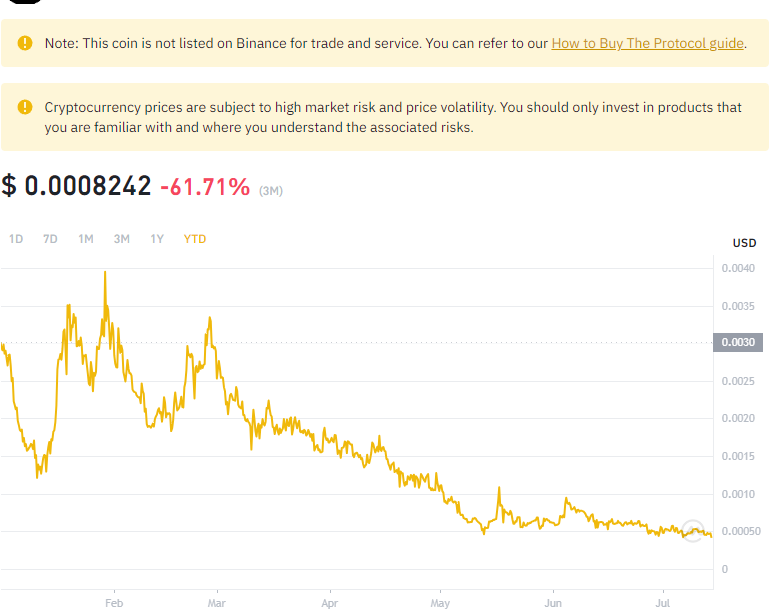 Note: This coin is not listed on Binance for trade and service. You can refer to our How to Buy The Protocol guide.
Cryptocurrency prices are subject to high market risk and price volatility. You should only invest in products that
you are familiar with and where you understand the associated risks.
$ 0.0008242 -61.71% (3M)
1D 7D 1M 3M 1Y YTD
USD
0.0040
0.0035
0.0030
0.0025
0.0020
0.0015
0.0010
0.00050
0
Feb Mar Apr May Jun Jul